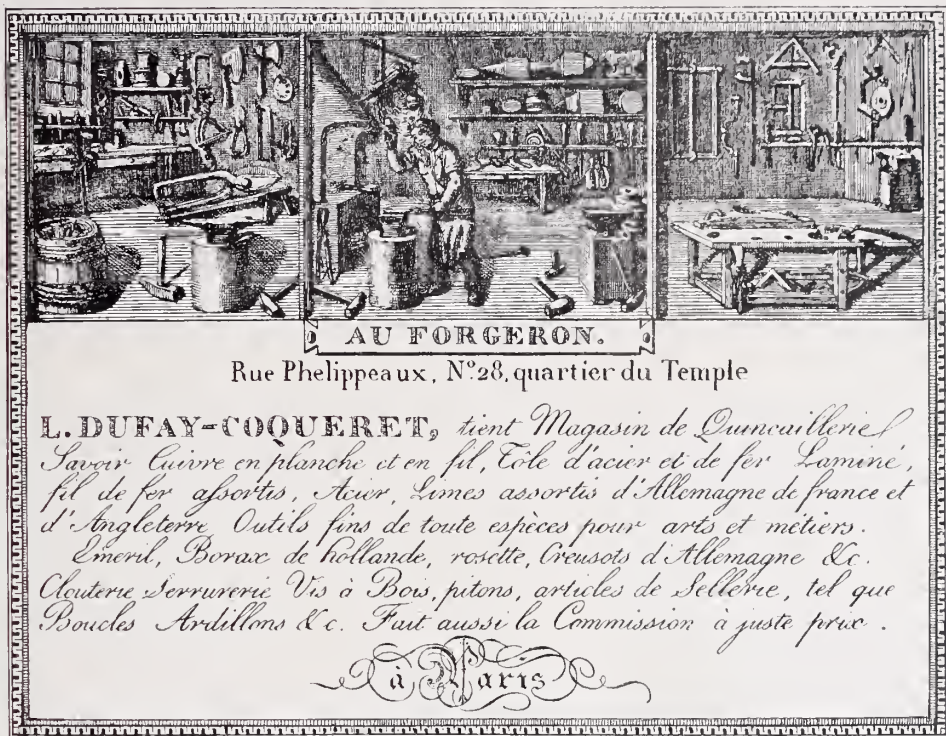 AU FORGERON.
Rue Phelippeaux, Nº 28, quartier du Temple
L. DUFAY-COQUERET, tient Magasin de Quincaillerie
Savoir Cuivre en planche et en fil, Tôle d'acier et de fer Laminé,
fil de fer assortis, Acier, Limes assortis d'Allemagne de france et
d'Angleterre, Outils fins de toute espèces pour arts et métiers.
Emeril, Borax de hollande, rosette, Creusots d'Allemagne &c.
Clouterie Serrurerie Vis à Bois, pitons, articles de Sellerie, tel que
Boucles Ardillons &c. Fait aussi la Commission à juste prix.
à Paris